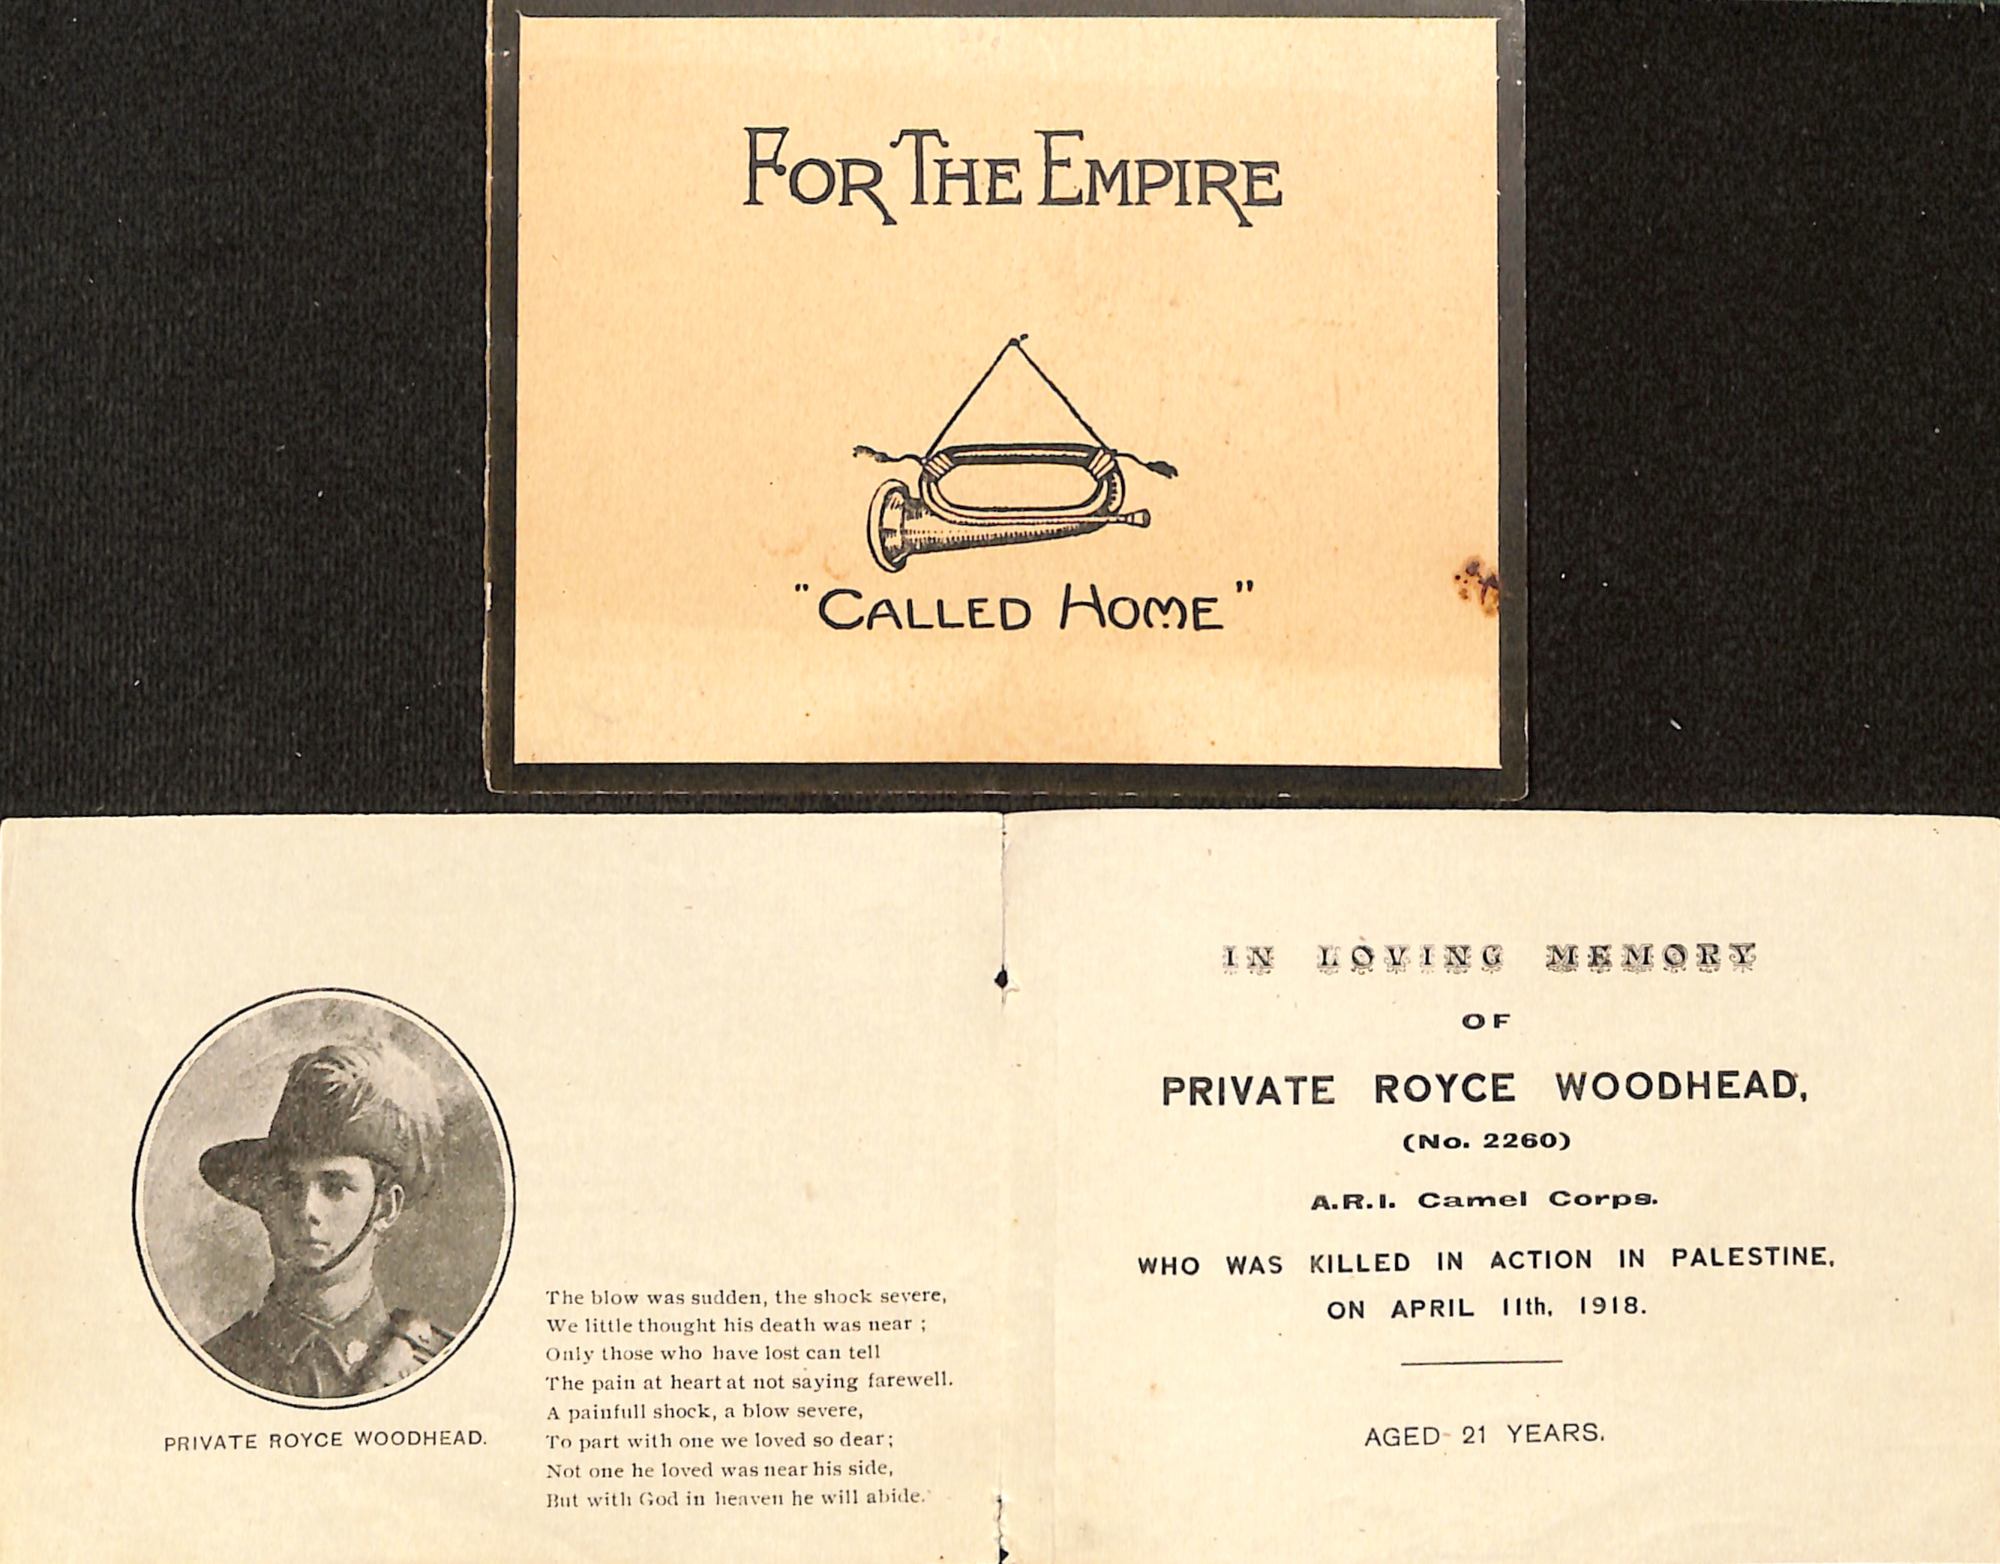 FOR THE EMPIRE
"CALLED HOME"
PRIVATE ROYCE WOODHEAD.
The blow was sudden, the shock severe,
We little thought his death was near ;
Only those who have lost can tell
The pain at heart at not saying farewell.
A painfull shock, a blow severe,
To part with one we loved so dear;
Not one he loved was near his side,
But with God in heaven he will abide.
IN LOVING MEMORY
OF
PRIVATE ROYCE WOODHEAD,
(No. 2260)
A.R.I. Camel Corps.
WHO WAS KILLED IN ACTION IN PALESTINE,
ON APRIL 11th, 1918.
AGED 21 YEARS.